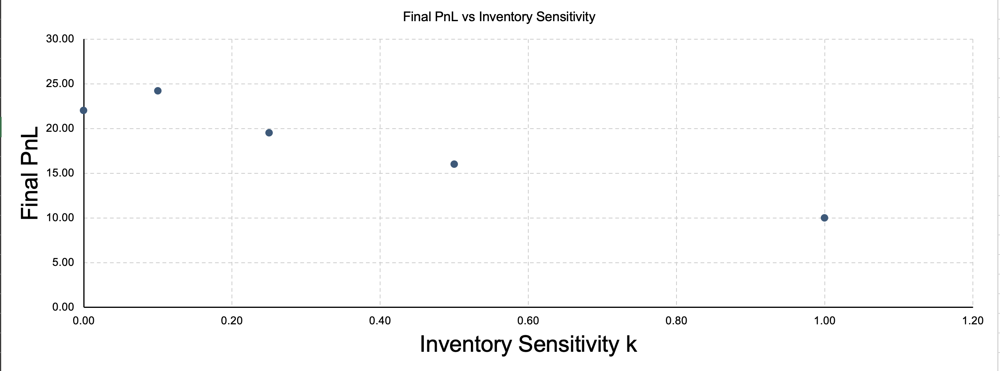 Final PnL vs Inventory Sensitivity
30.00
25.00
20.00
15.00
10.00
5.00
0.00
Final PnL
0.00 0.20 0.40 0.60 0.80 1.00 1.20
Inventory Sensitivity k